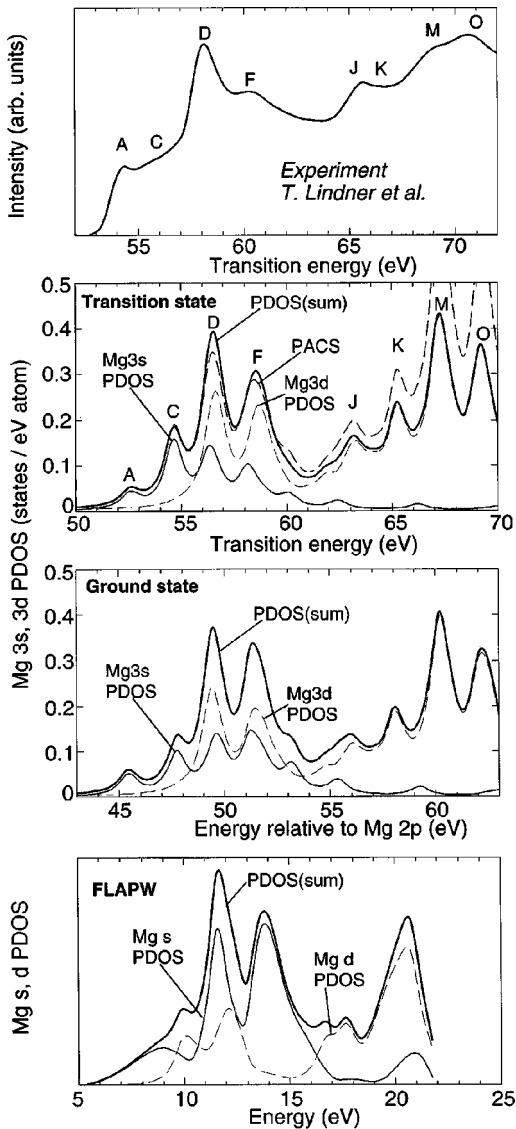 Intensity (arb. units)
A
C
D
F
J
K
M
O
Experiment
T. Lindner et al.
55
60
65
70
Transition energy (eV)
Mg 3s, 3d PDOS (states / eV atom)
0.5
0.4
0.3
0.2
0.1
0
Transition state
D
PDOS(sum)
M
Mg3s
PDOS
F
PACS
K
O
C
Mg3d
PDOS
J
A
50
55
60
65
70
Transition energy (eV)
0.5
0.4
0.3
0.2
0.1
0
Ground state
PDOS(sum)
Mg3s
PDOS
Mg3d
PDOS
45
50
55
60
Energy relative to Mg 2p (eV)
Mg s, d PDOS
FLAPW
PDOS(sum)
Mg s
PDOS
Mg d
PDOS
5
10
15
20
25
Energy (eV)